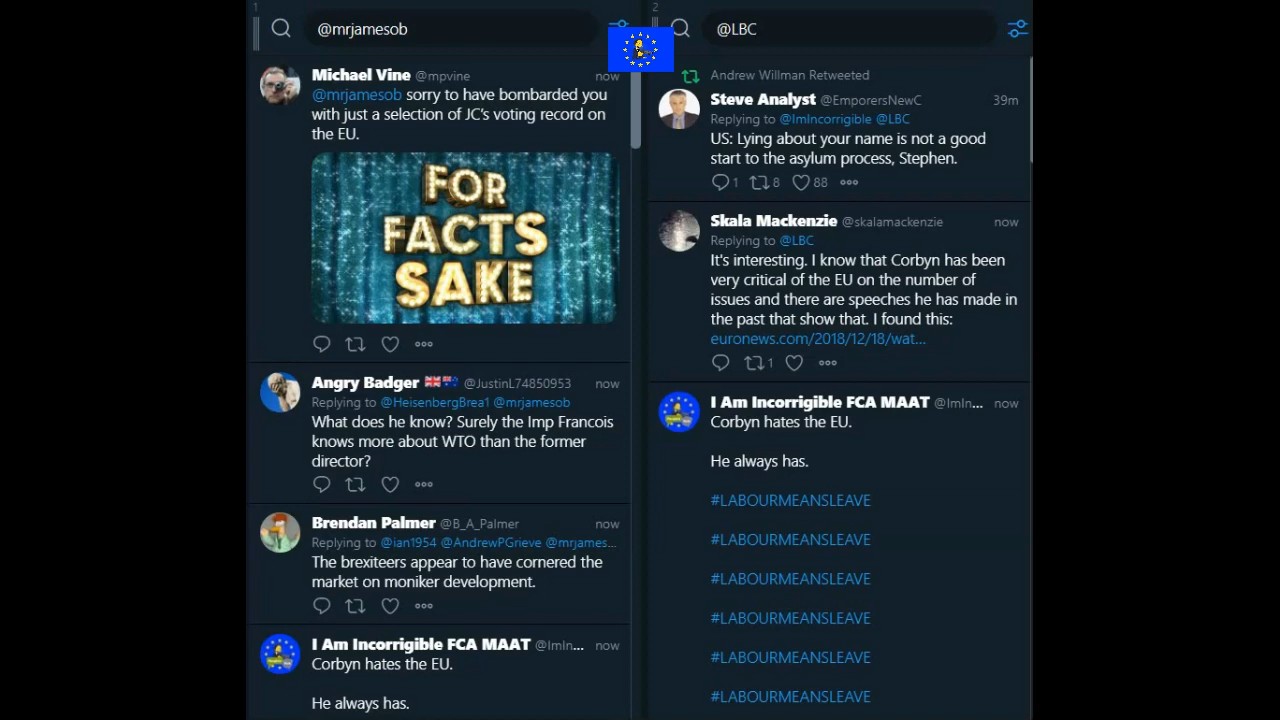 1
@mrjamesob
Michael Vine @mpvine now
@mrjamesob sorry to have bombarded you
with just a selection of JC's voting record on
the EU.
FOR
FACTS
SAKE
Angry Badger @JustinL74850953 now
Replying to @HeisenbergBrea1 @mrjamesob
What does he know? Surely the Imp Francois
knows more about WTO than the former
director?
Brendan Palmer @B_A_Palmer now
Replying to @ian1954 @AndrewPGrieve @mrjames...
The brexiteers appear to have cornered the
market on moniker development.
I Am Incorrigible FCA MAAT @ImIn... now
Corbyn hates the EU.
He always has.
2
@LBC
Andrew Willman Retweeted
Steve Analyst @EmporersNewC 39m
Replying to @ImIncorrigible @LBC
US: Lying about your name is not a good
start to the asylum process, Stephen.
1 8 88
Skala Mackenzie @skalamackenzie now
Replying to @LBC
It's interesting. I know that Corbyn has been
very critical of the EU on the number of
issues and there are speeches he has made in
the past that show that. I found this:
euronews.com/2018/12/18/wat...
1
I Am Incorrigible FCA MAAT @ImIn... now
Corbyn hates the EU.
He always has.
#LABOURMEANSLEAVE
#LABOURMEANSLEAVE
#LABOURMEANSLEAVE
#LABOURMEANSLEAVE
#LABOURMEANSLEAVE
#LABOURMEANSLEAVE